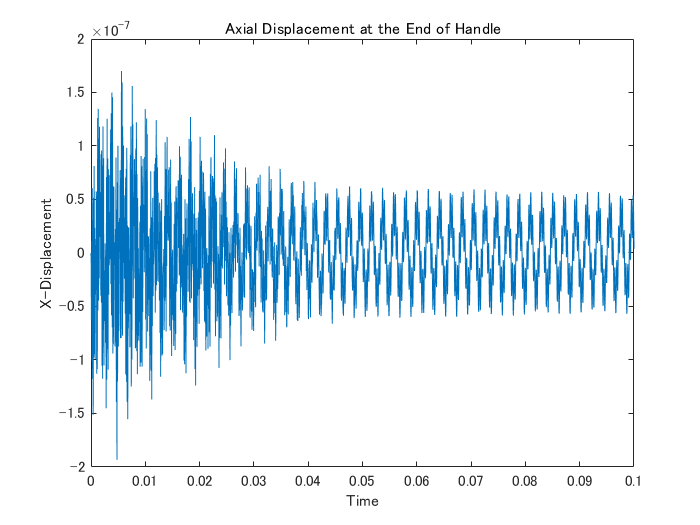 Axial Displacement at the End of Handle
×10⁻⁷
2
1.5
1
0.5
0
−0.5
−1
−1.5
−2
X-Displacement
0 0.01 0.02 0.03 0.04 0.05 0.06 0.07 0.08 0.09 0.1
Time